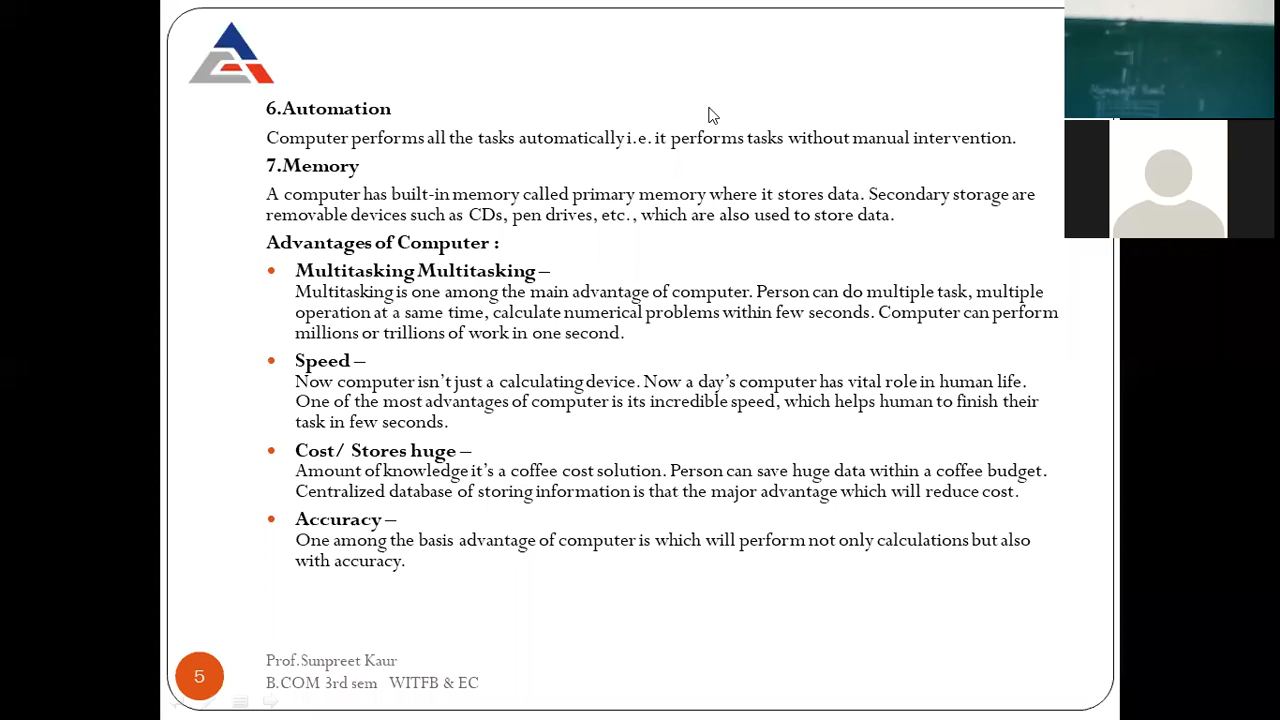 6.Automation
Computer performs all the tasks automatically i.e. it performs tasks without manual intervention.
7.Memory
A computer has built-in memory called primary memory where it stores data. Secondary storage are
removable devices such as CDs, pen drives, etc., which are also used to store data.
Advantages of Computer :
• Multitasking Multitasking –
Multitasking is one among the main advantage of computer. Person can do multiple task, multiple
operation at a same time, calculate numerical problems within few seconds. Computer can perform
millions or trillions of work in one second.
• Speed –
Now computer isn't just a calculating device. Now a day's computer has vital role in human life.
One of the most advantages of computer is its incredible speed, which helps human to finish their
task in few seconds.
• Cost/ Stores huge –
Amount of knowledge it's a coffee cost solution. Person can save huge data within a coffee budget.
Centralized database of storing information is that the major advantage which will reduce cost.
• Accuracy –
One among the basis advantage of computer is which will perform not only calculations but also
with accuracy.
5
Prof.Sunpreet Kaur
B.COM 3rd sem WITFB & EC